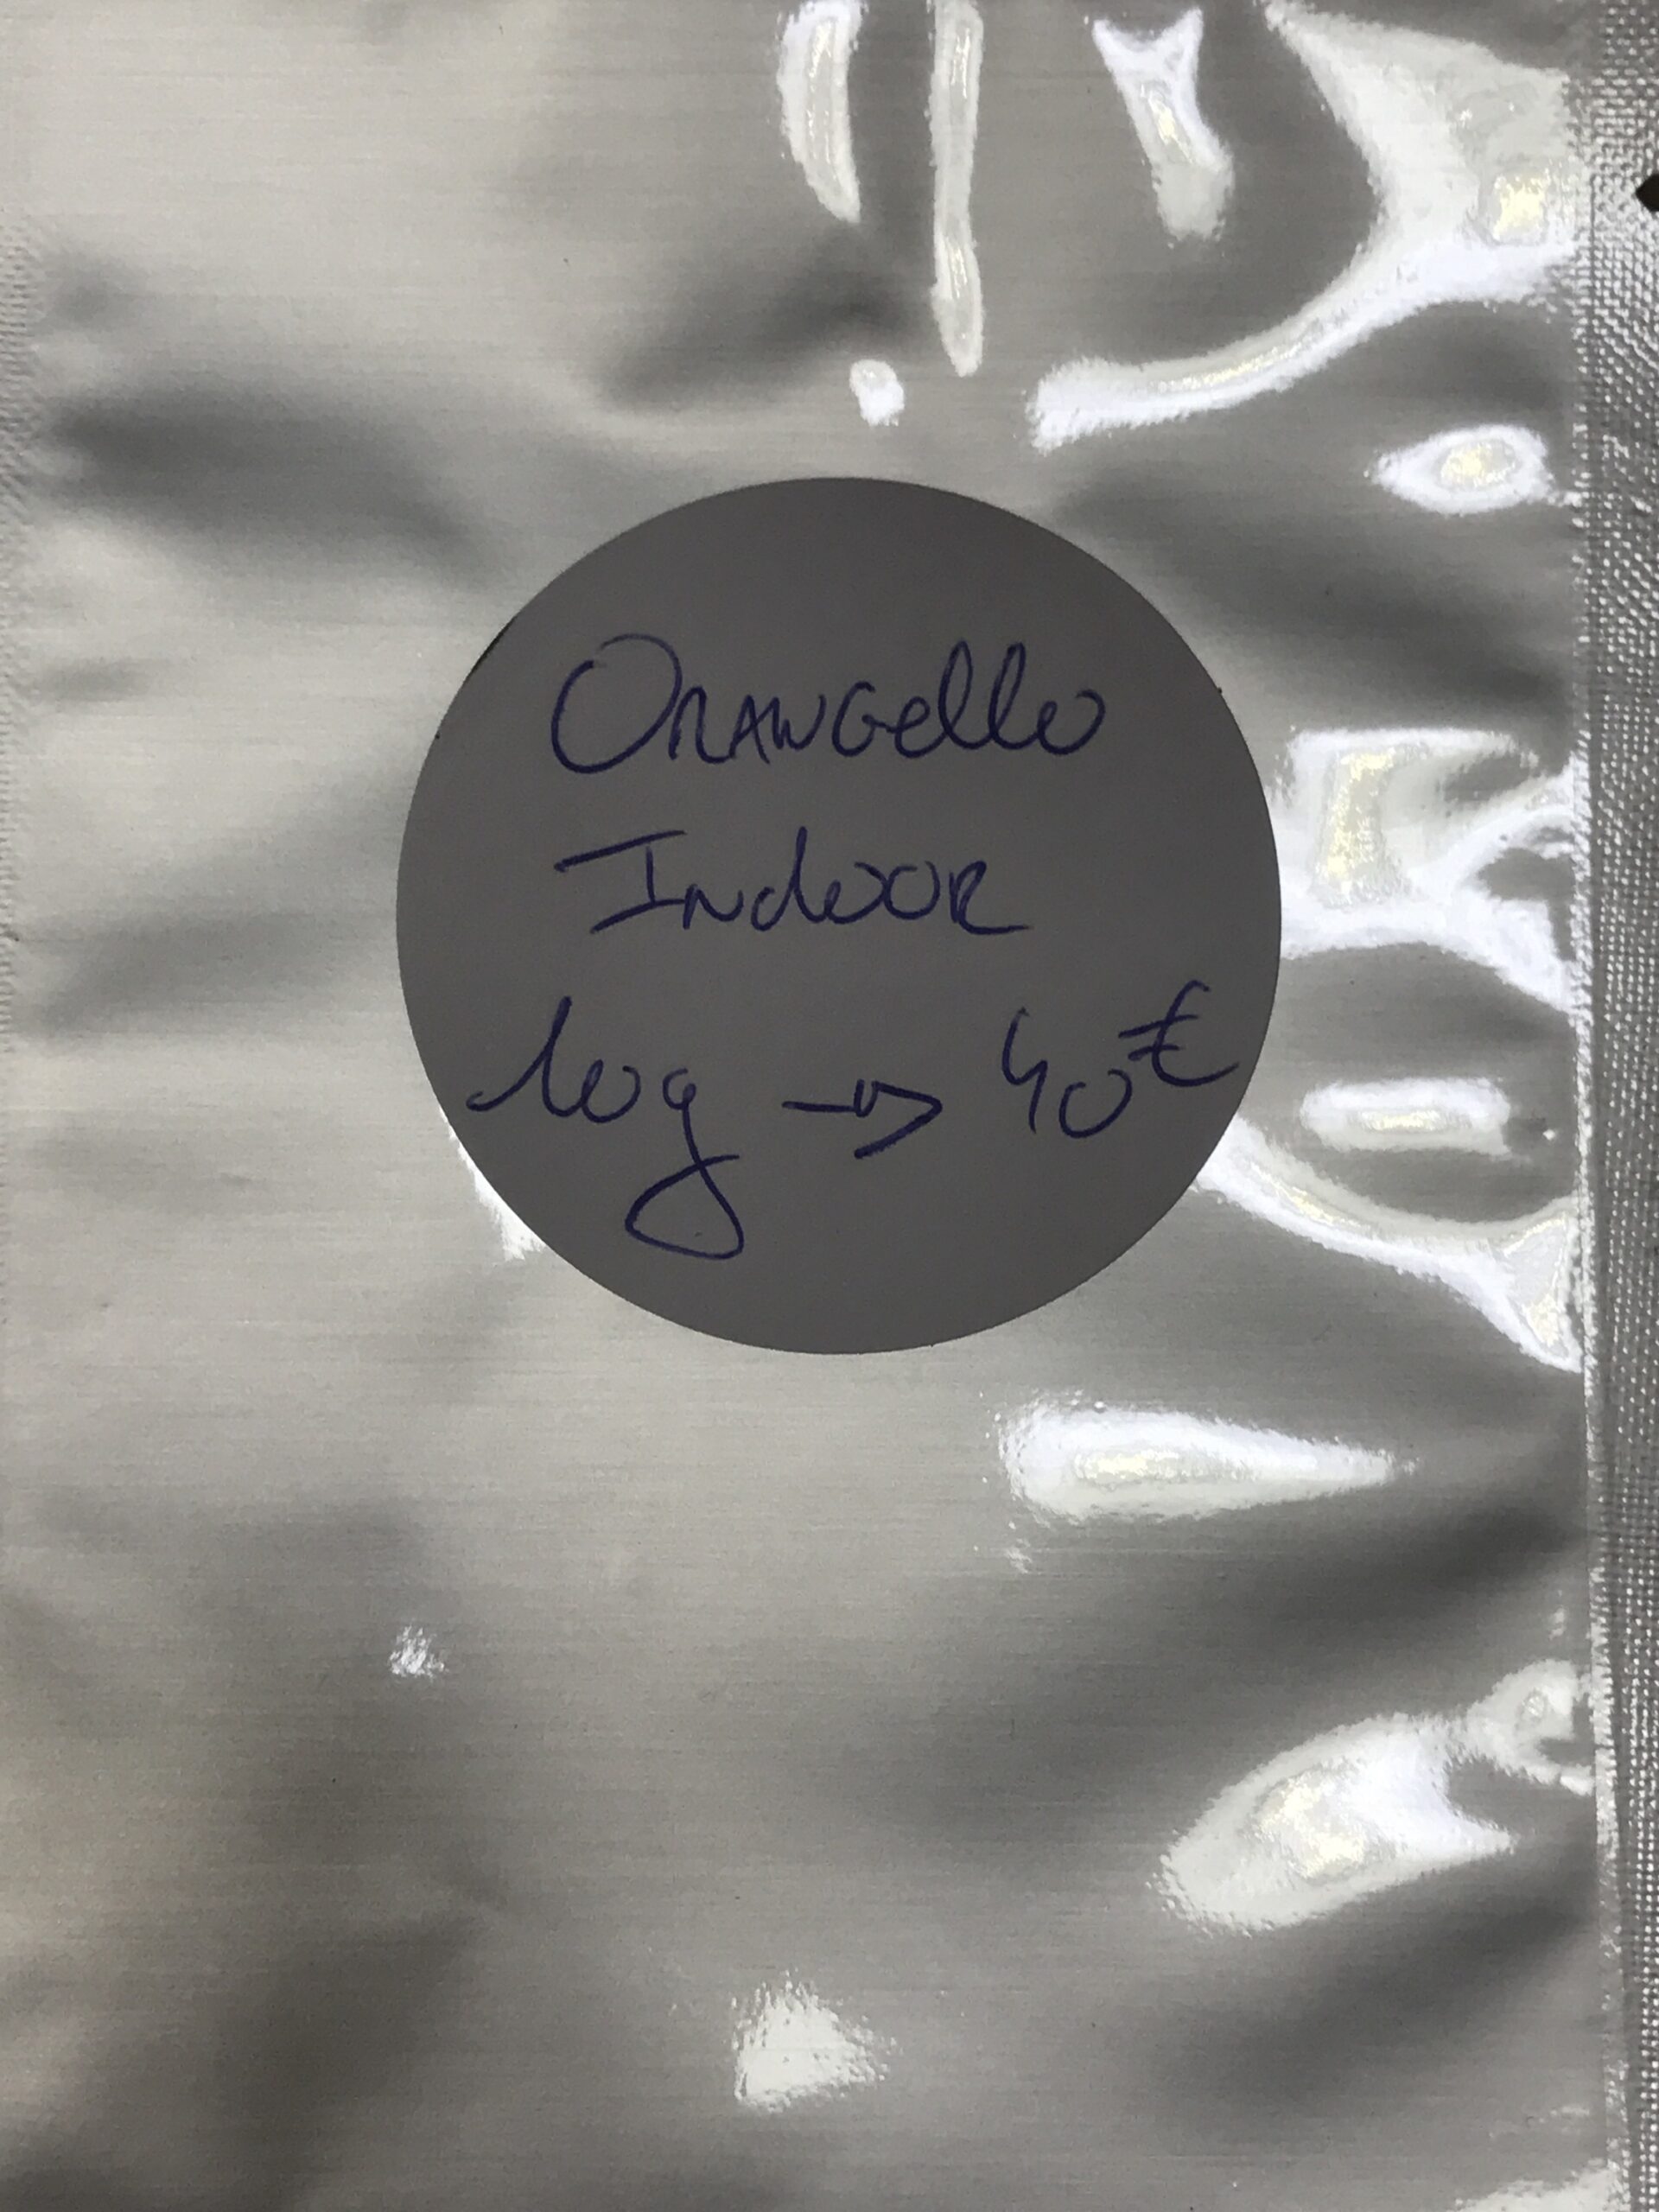 Orangello
Indoor
10g → 40€